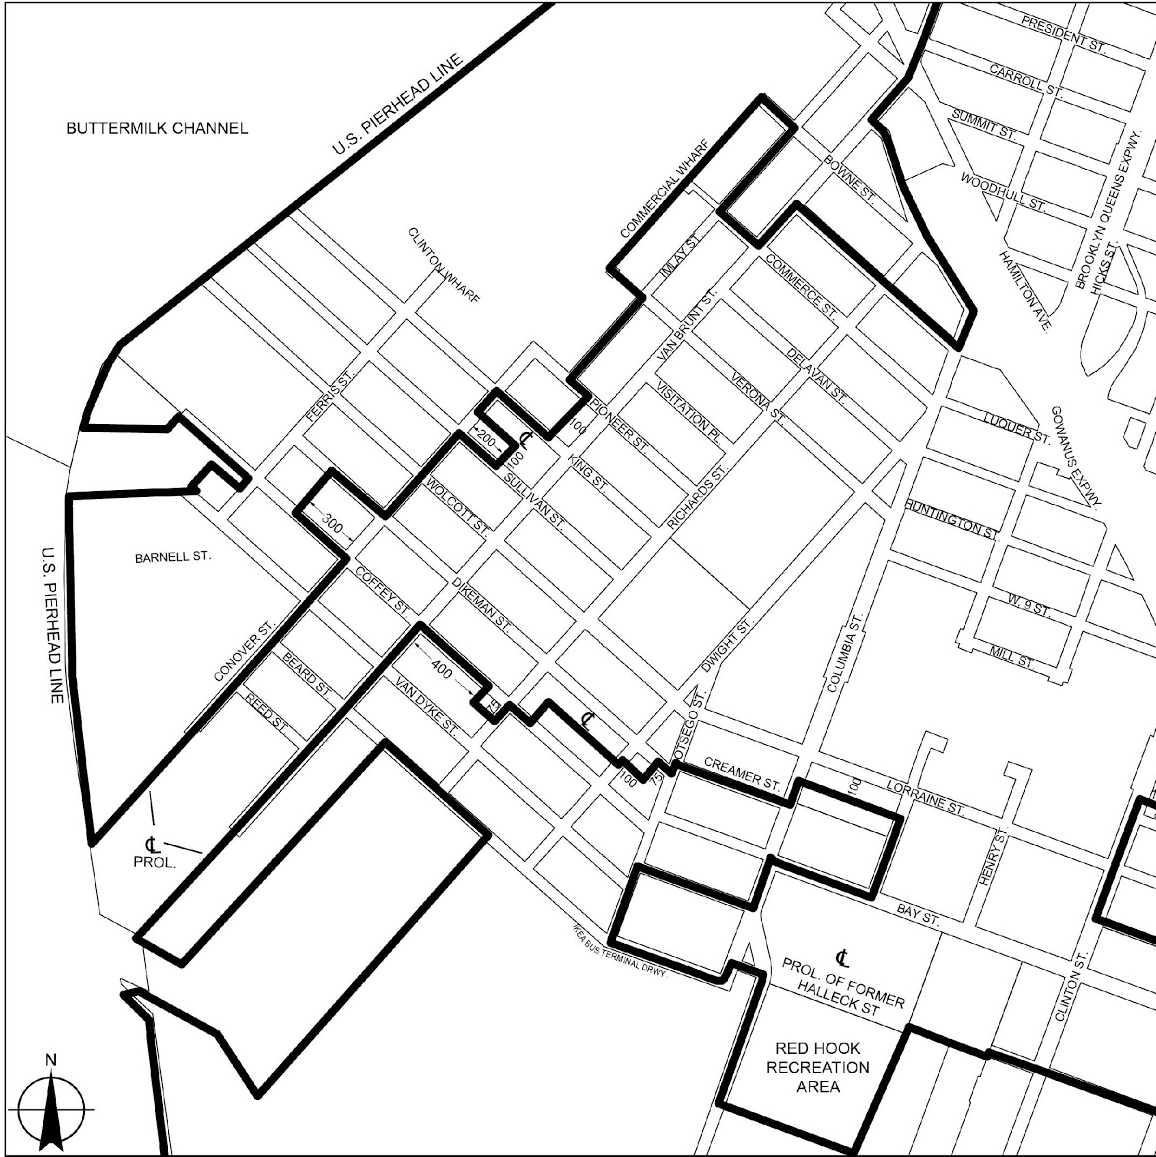 PRESIDENT ST.
CARROLL ST.
SUMMIT ST.
WOODHULL ST.
BROOKLYN QUEENS EXPWY.
HICKS ST.
HAMILTON AVE.
U.S. PIERHEAD LINE
BUTTERMILK CHANNEL
COMMERCIAL WHARF
BOWNE ST.
CLINTON WHARF
IMLAY ST.
COMMERCE ST.
VAN BRUNT ST.
DELAVAN ST.
VERONA ST.
VISITATION PL.
FERRIS ST.
PIONEER ST.
100
LUQUER ST.
GOWANUS EXPWY.
200
100
℄
KING ST.
SULLIVAN ST.
RICHARDS ST.
WOLCOTT ST.
HUNTINGTON ST.
300
BARNELL ST.
U.S. PIERHEAD LINE
COFFEY ST.
DIKEMAN ST.
W. 9 ST.
MILL ST.
CONOVER ST.
DWIGHT ST.
COLUMBIA ST.
BEARD ST.
400
VAN DYKE ST.
REED ST.
75
℄
OTSEGO ST.
100
75
CREAMER ST.
100
LORRAINE ST.
HENRY ST.
℄
PROL.
BAY ST.
IKEA BUS TERMINAL DRWY.
℄
PROL. OF FORMER
HALLECK ST
CLINTON ST.
RED HOOK
RECREATION
AREA
N